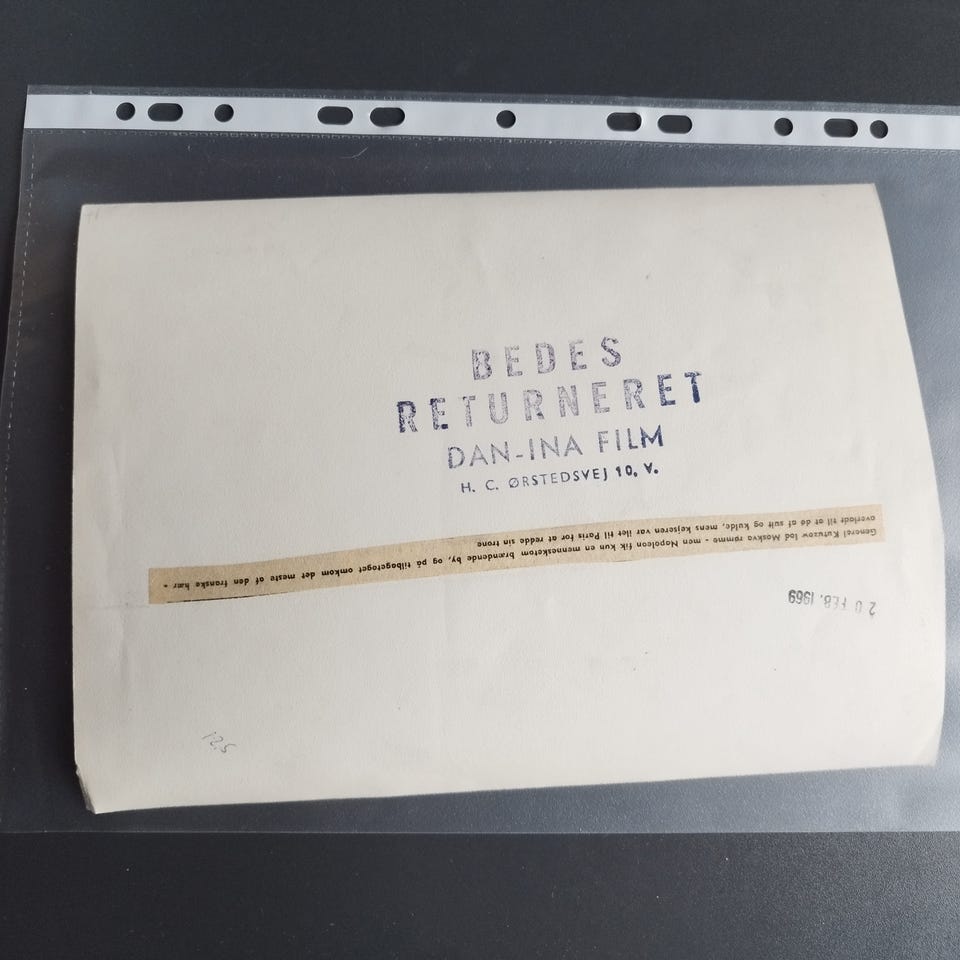 BEDES
RETURNERET
DAN-INA FILM
H. C. ØRSTEDSVEJ 10, V.
General Kutuzow lod Moskva rømme - men Napoleon fik kun en mennesketom brændende by, og på tilbagetoget omkom det meste af den franske hær -
overladt til at dø af sult og kulde, mens kejseren var ilet til Paris for at redde sin trone
20 FEB. 1969
12,5